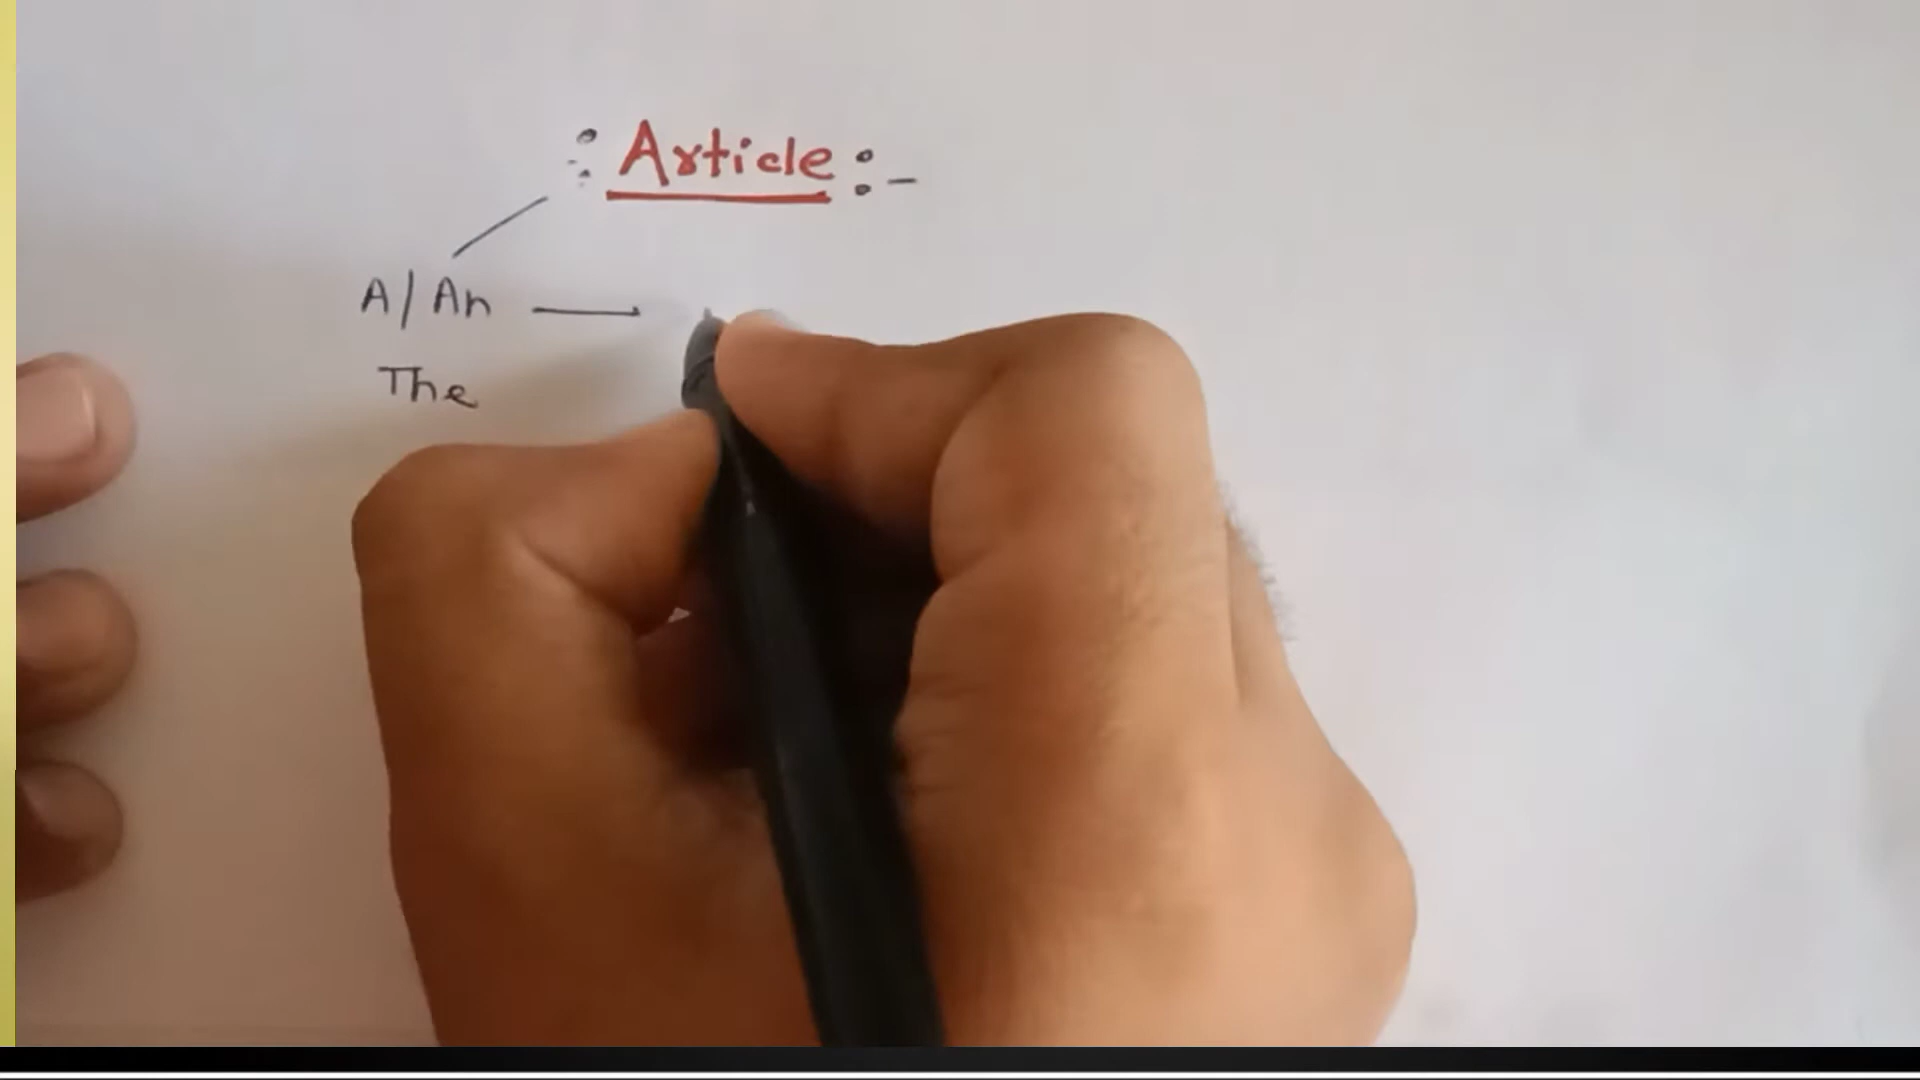 : Article :-
A/An —
The